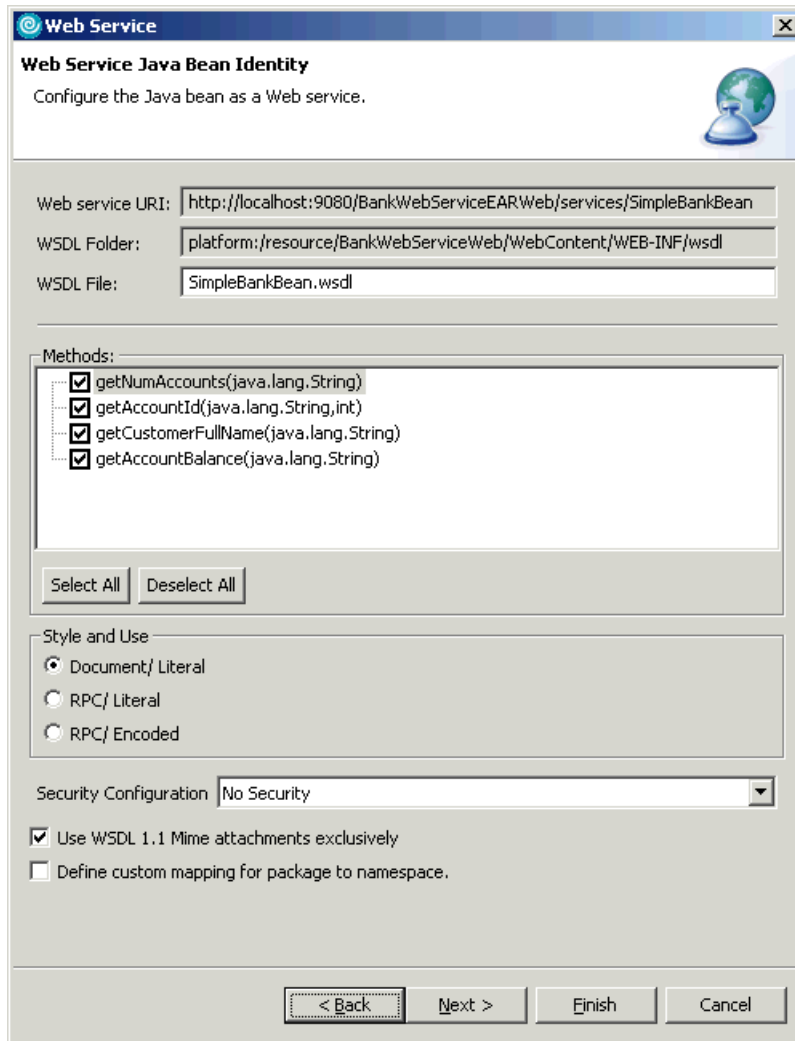 Web Service
Web Service Java Bean Identity
Configure the Java bean as a Web service.
Web service URI: http://localhost:9080/BankWebServiceEARWeb/services/SimpleBankBean
WSDL Folder: platform:/resource/BankWebServiceWeb/WebContent/WEB-INF/wsdl
WSDL File: SimpleBankBean.wsdl
Methods:
getNumAccounts(java.lang.String)
getAccountId(java.lang.String,int)
getCustomerFullName(java.lang.String)
getAccountBalance(java.lang.String)
Select All Deselect All
Style and Use
Document/ Literal
RPC/ Literal
RPC/ Encoded
Security Configuration No Security
Use WSDL 1.1 Mime attachments exclusively
Define custom mapping for package to namespace.
< Back Next > Finish Cancel